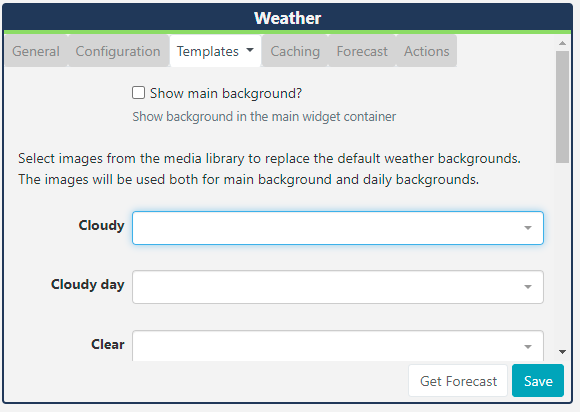 Weather
General Configuration Templates Caching Forecast Actions
Show main background?
Show background in the main widget container
Select images from the media library to replace the default weather backgrounds.
The images will be used both for main background and daily backgrounds.
Cloudy
Cloudy day
Clear
Get Forecast Save